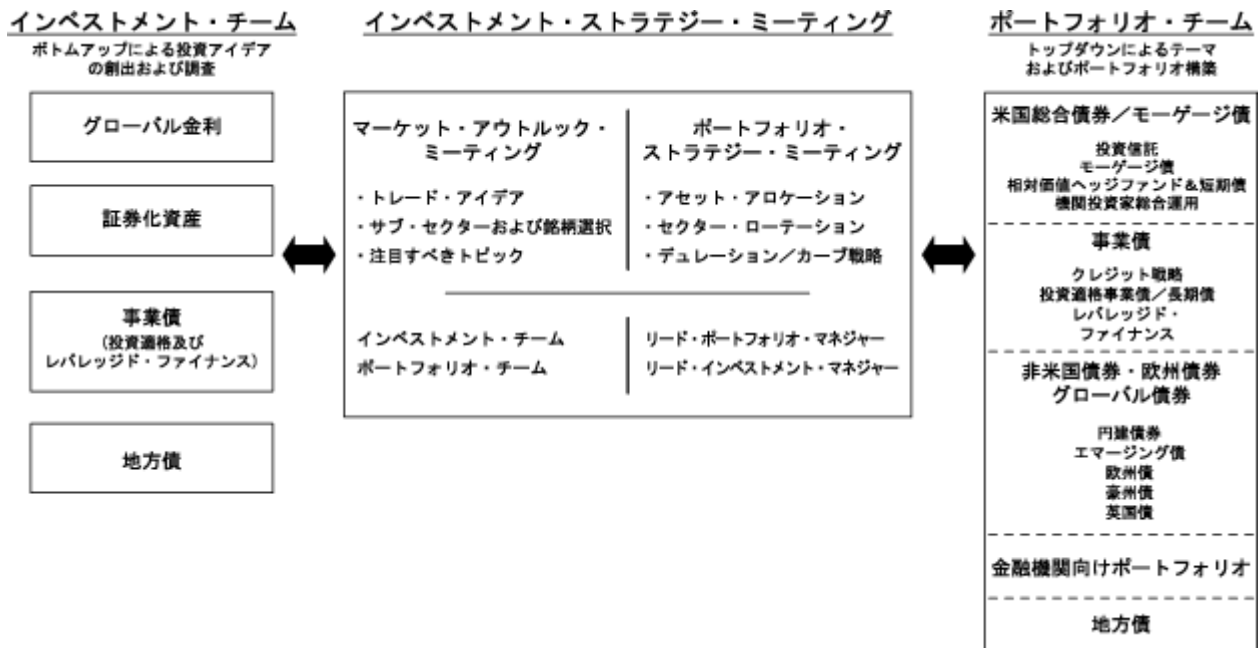 インベストメント・チーム
ボトムアップによる投資アイデア
の創出および調査
グローバル金利
証券化資産
事業債
(投資適格及び
レバレッジド・ファイナンス)
地方債
インベストメント・ストラテジー・ミーティング
マーケット・アウトルック・
ミーティング
・トレード・アイデア
・サブ・セクターおよび銘柄選択
・注目すべきトピック
ポートフォリオ・
ストラテジー・ミーティング
・アセット・アロケーション
・セクター・ローテーション
・デュレーション／カーブ戦略
インベストメント・チーム
ポートフォリオ・チーム
リード・ポートフォリオ・マネジャー
リード・インベストメント・マネジャー
ポートフォリオ・チーム
トップダウンによるテーマ
およびポートフォリオ構築
米国総合債券／モーゲージ債
投資信託
モーゲージ債
相対価値ヘッジファンド＆短期債
機関投資家総合運用
事業債
クレジット戦略
投資適格事業債／長期債
レバレッジド・
ファイナンス
非米国債券・欧州債券
グローバル債券
円建債券
エマージング債
欧州債
豪州債
英国債
金融機関向けポートフォリオ
地方債